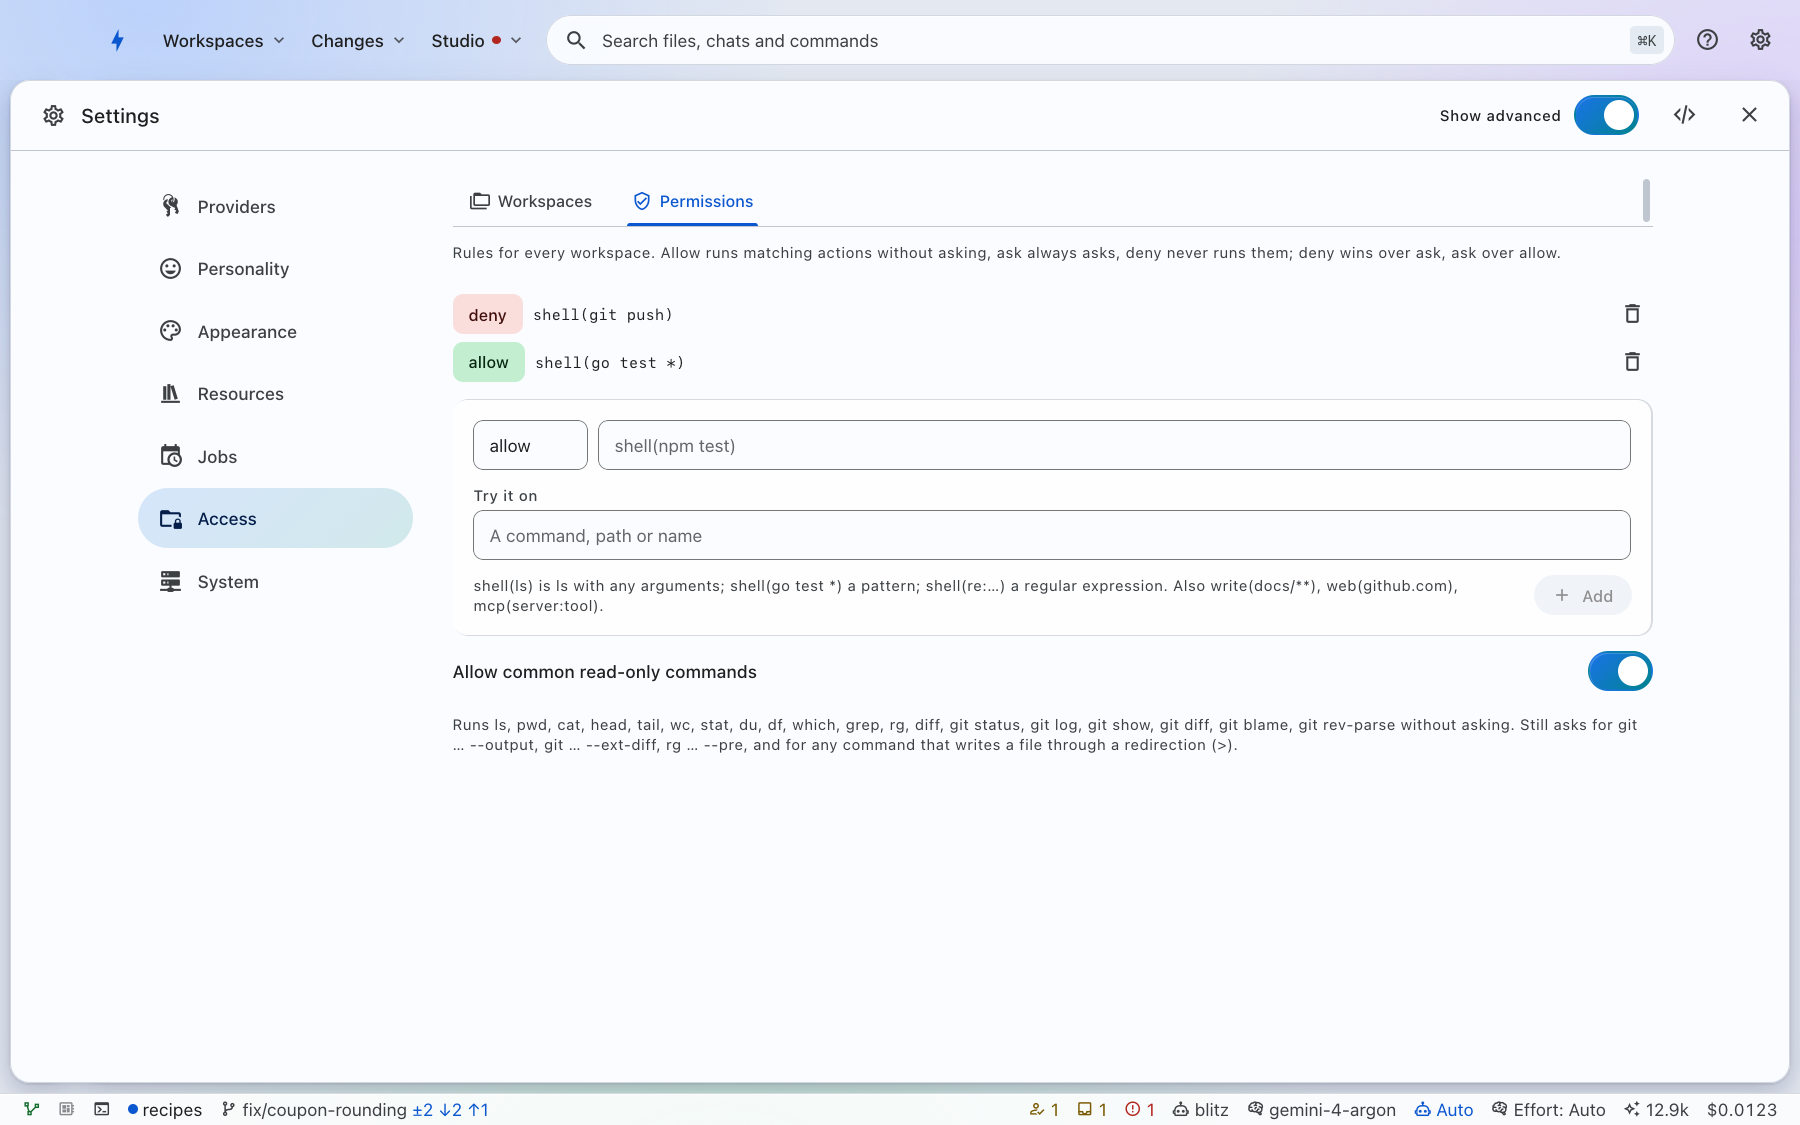 Workspaces
Changes
Studio
Search files, chats and commands
⌘K
Settings
Show advanced
Providers
Personality
Appearance
Resources
Jobs
Access
System
Workspaces
Permissions
Rules for every workspace. Allow runs matching actions without asking, ask always asks, deny never runs them; deny wins over ask, ask over allow.
deny shell(git push)
allow shell(go test *)
allow
shell(npm test)
Try it on
A command, path or name
shell(ls) is ls with any arguments; shell(go test *) a pattern; shell(re:…) a regular expression. Also write(docs/**), web(github.com),
mcp(server:tool).
+ Add
Allow common read-only commands
Runs ls, pwd, cat, head, tail, wc, stat, du, df, which, grep, rg, diff, git status, git log, git show, git diff, git blame, git rev-parse without asking. Still asks for git
… --output, git … --ext-diff, rg … --pre, and for any command that writes a file through a redirection (>).
recipes fix/coupon-rounding ±2 ↓2 ↑1
1 1 1 blitz gemini-4-argon Auto Effort: Auto 12.9k $0.0123